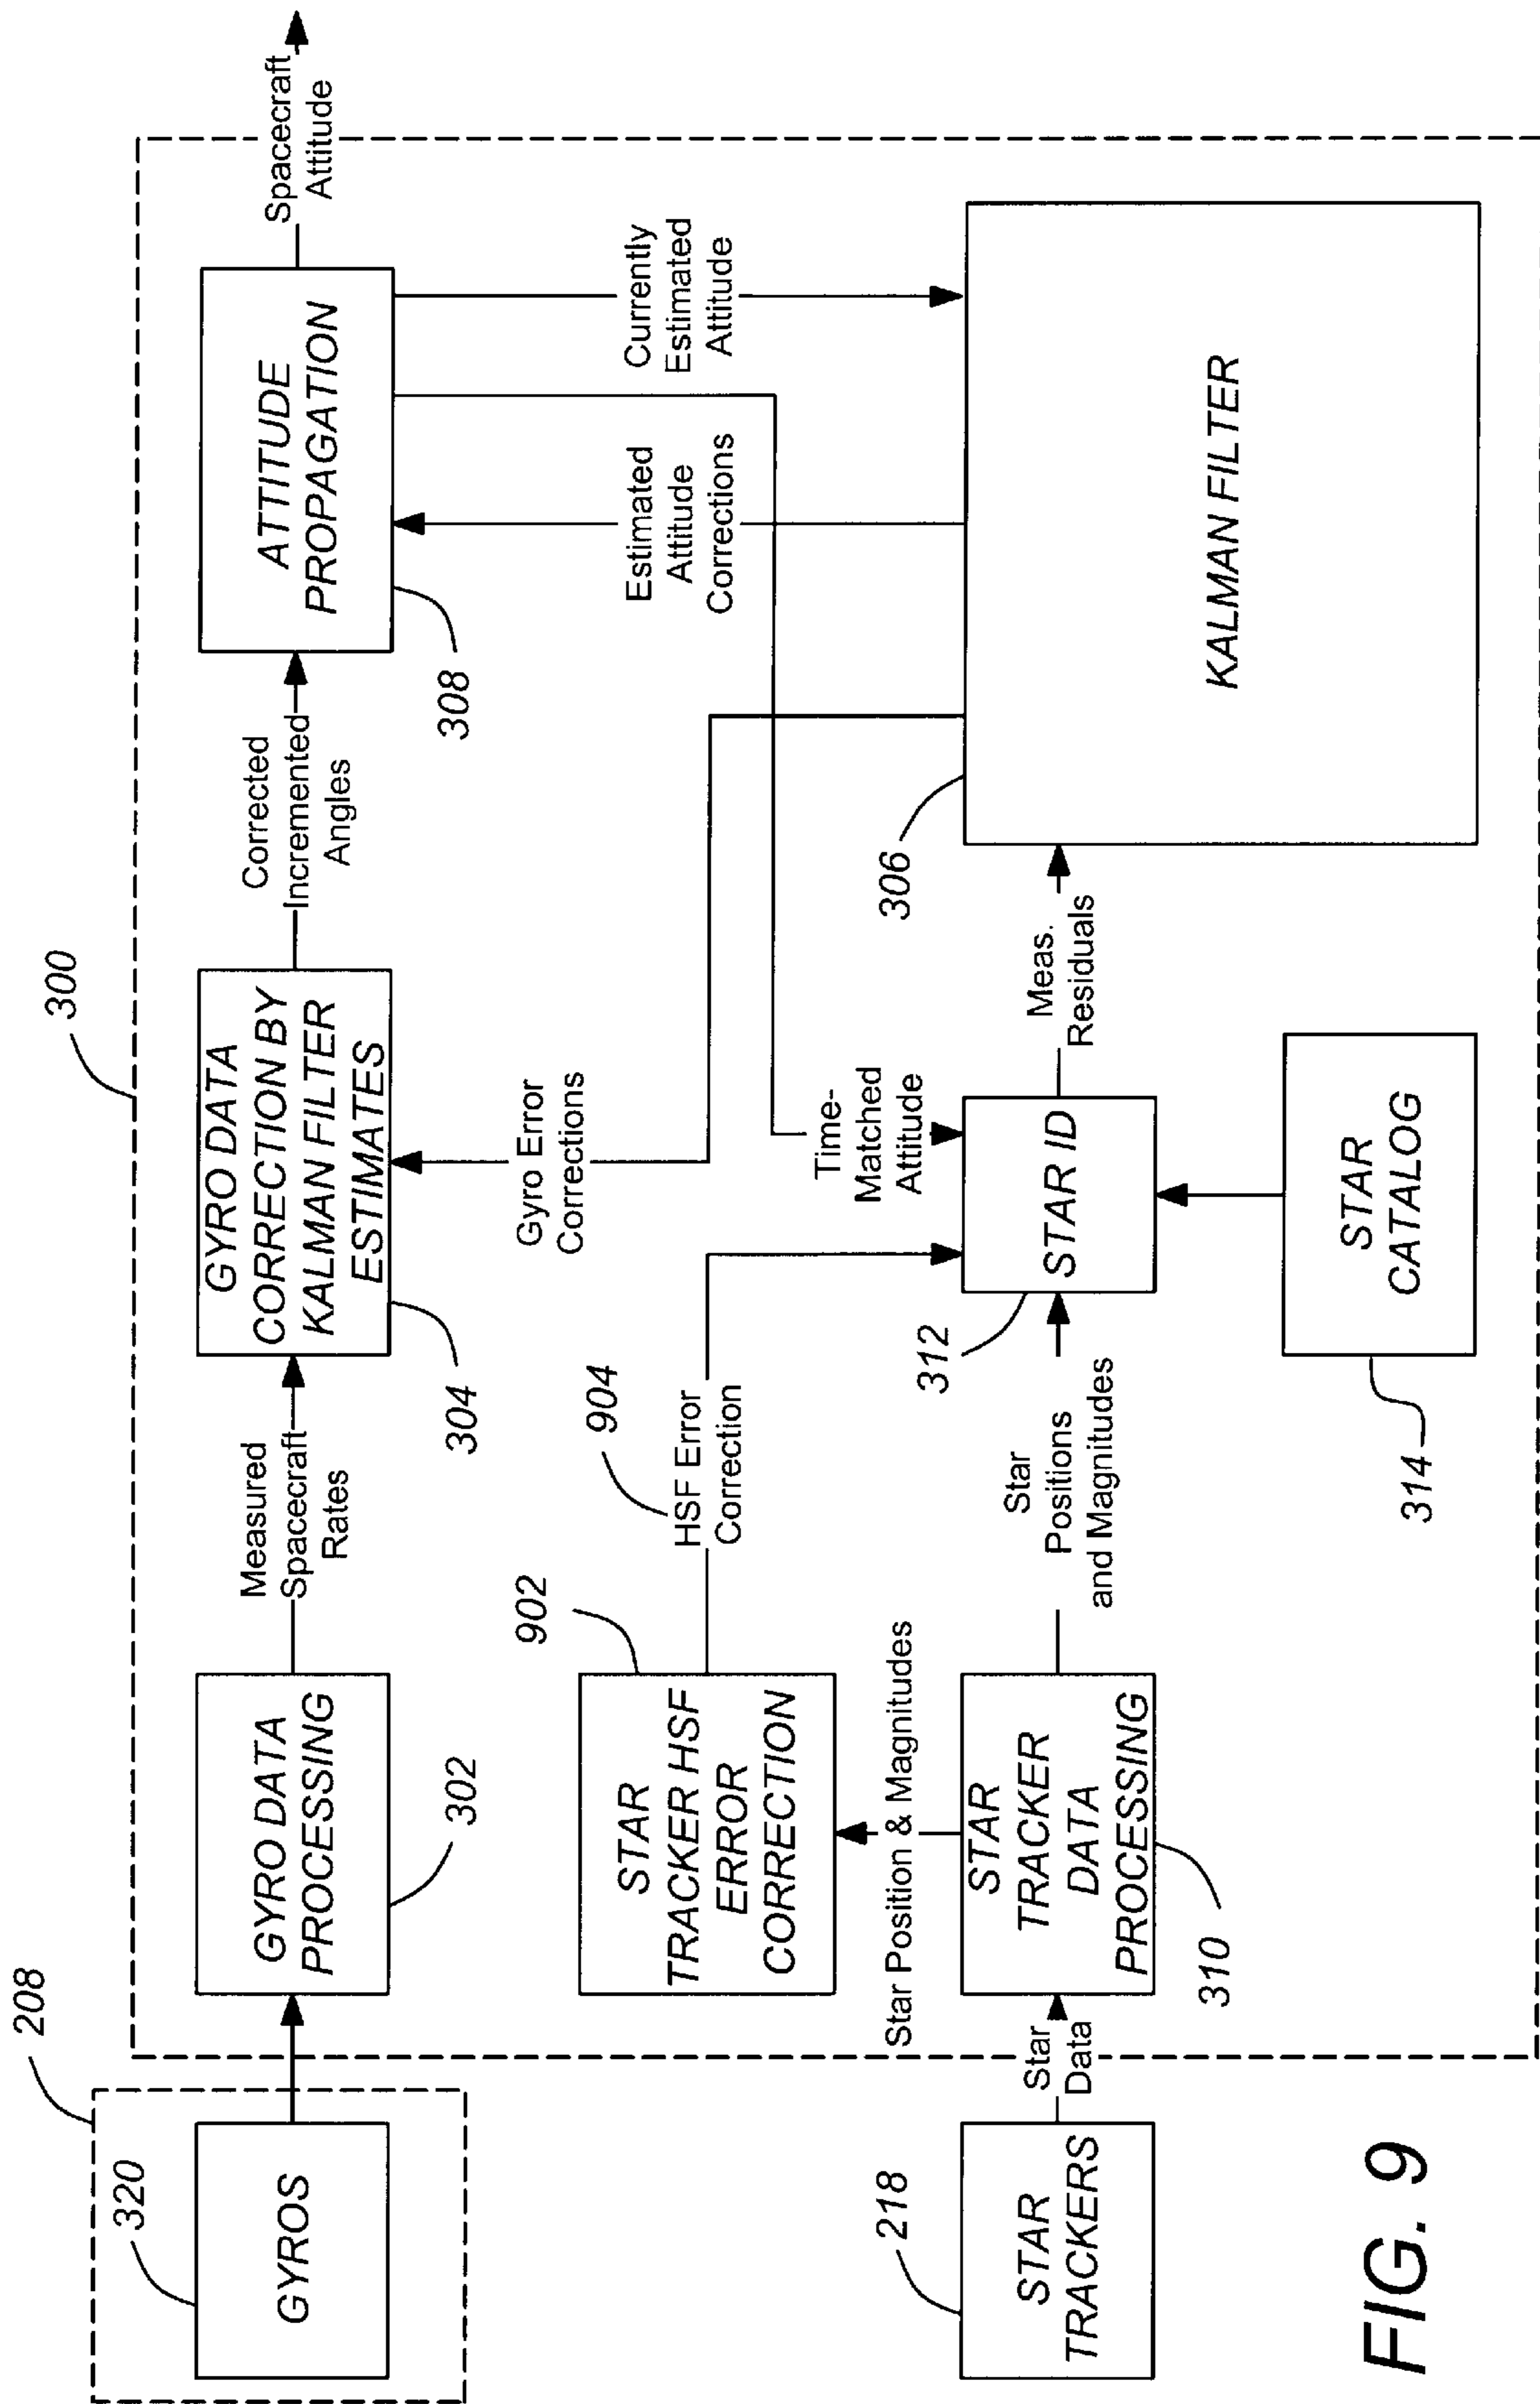 208
320
GYROS
GYRO DATA
PROCESSING
302
Measured
Spacecraft
Rates
300
GYRO DATA
CORRECTION BY
KALMAN FILTER
ESTIMATES
304
Corrected
Incremented
Angles
ATTITUDE
PROPAGATION
308
Spacecraft
Attitude
902
STAR
TRACKER HSF
ERROR
CORRECTION
904
HSF Error
Correction
Gyro Error
Corrections
Estimated
Attitude
Corrections
Currently
Estimated
Attitude
Star Position & Magnitudes
Time-
Matched
Attitude
218
STAR
TRACKERS
Star
Data
STAR
TRACKER
DATA
PROCESSING
310
Star
Positions
and Magnitudes
312
STAR ID
Meas.
Residuals
306
KALMAN FILTER
STAR
CATALOG
314
FIG. 9